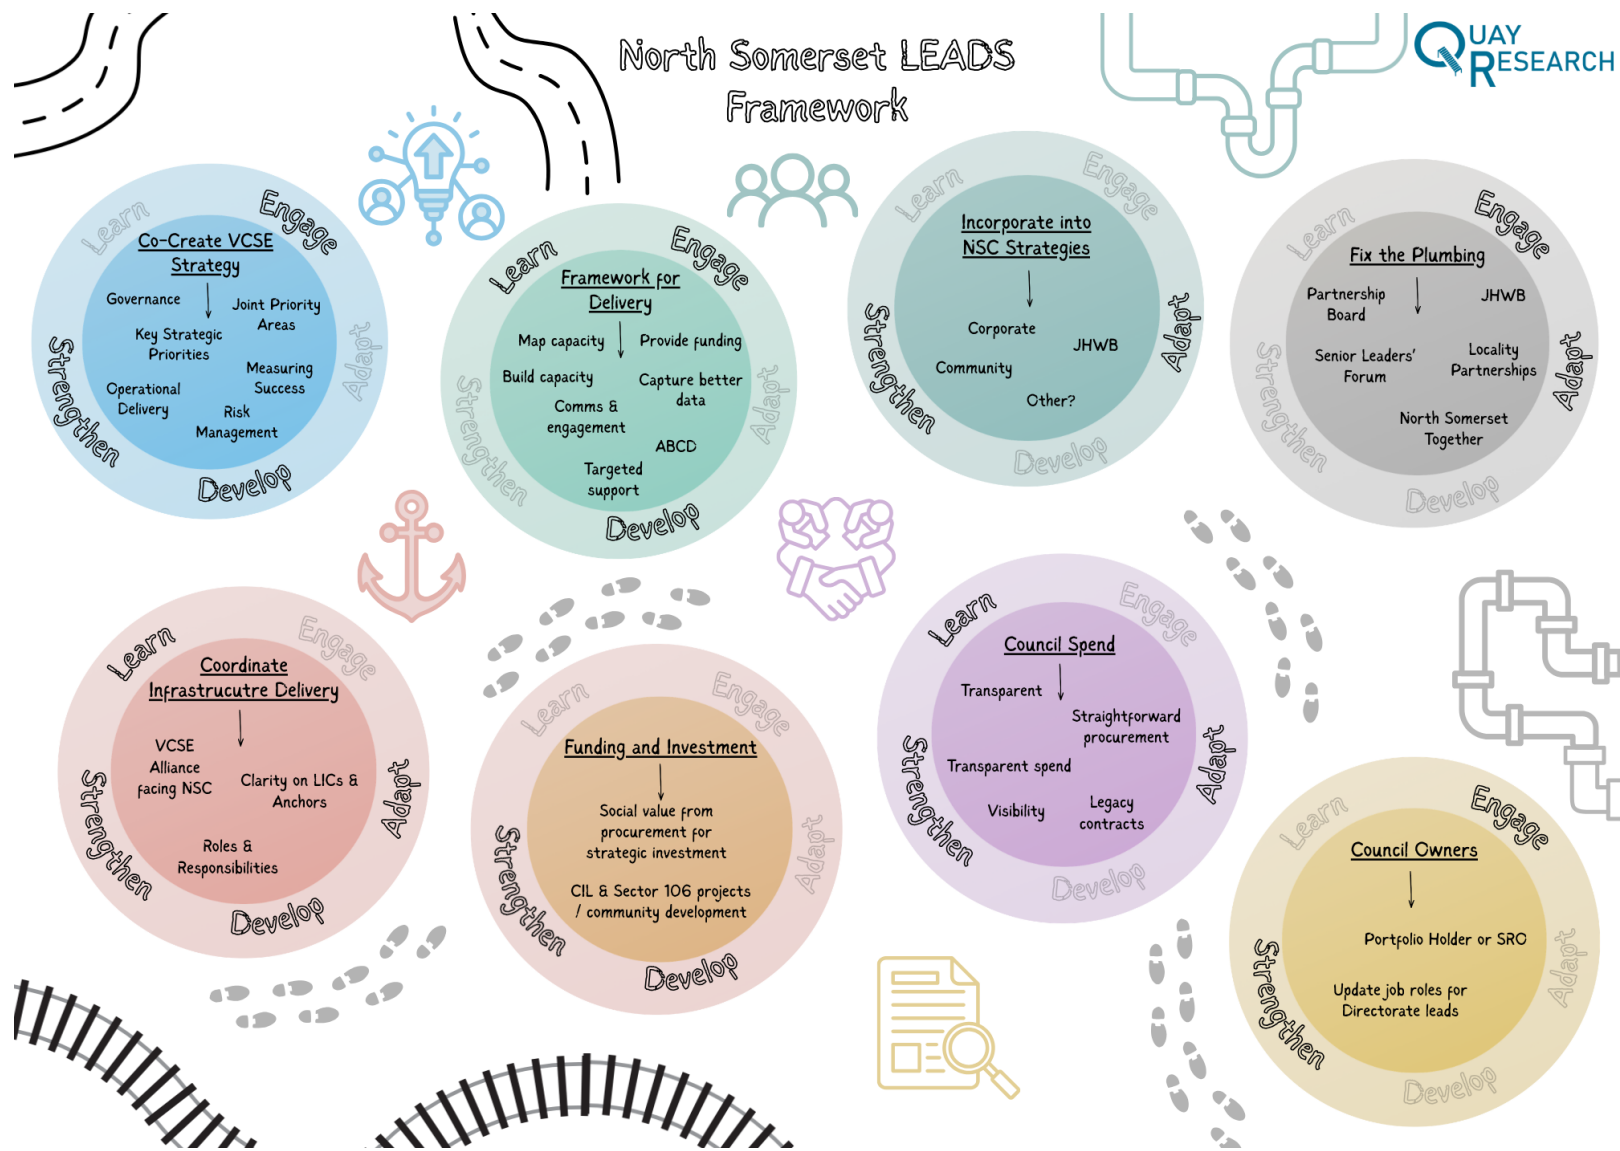 North Somerset LEADS
Framework
QUAY
RESEARCH
Learn
Engage
Adapt
Develop
Strengthen
Co-Create VCSE
Strategy
Governance
Joint Priority
Areas
Key Strategic
Priorities
Measuring
Success
Operational
Delivery
Risk
Management
Learn
Engage
Adapt
Develop
Strengthen
Framework for
Delivery
Map capacity
Provide funding
Build capacity
Capture better
data
Comms &
engagement
ABCD
Targeted
support
Learn
Engage
Adapt
Develop
Strengthen
Incorporate into
NSC Strategies
Corporate
JHWB
Community
Other?
Learn
Engage
Adapt
Develop
Strengthen
Fix the Plumbing
Partnership
Board
JHWB
Senior Leaders'
Forum
Locality
Partnerships
North Somerset
Together
Learn
Engage
Adapt
Develop
Strengthen
Coordinate
Infrastrucutre Delivery
VCSE
Alliance
facing NSC
Clarity on LICs &
Anchors
Roles &
Responsibilities
Learn
Engage
Adapt
Develop
Strengthen
Funding and Investment
Social value from
procurement for
strategic investment
CIL & Sector 106 projects
/ community development
Learn
Engage
Adapt
Develop
Strengthen
Council Spend
Transparent
Straightforward
procurement
Transparent spend
Visibility
Legacy
contracts
Learn
Engage
Adapt
Develop
Strengthen
Council Owners
Portfolio Holder or SRO
Update job roles for
Directorate leads